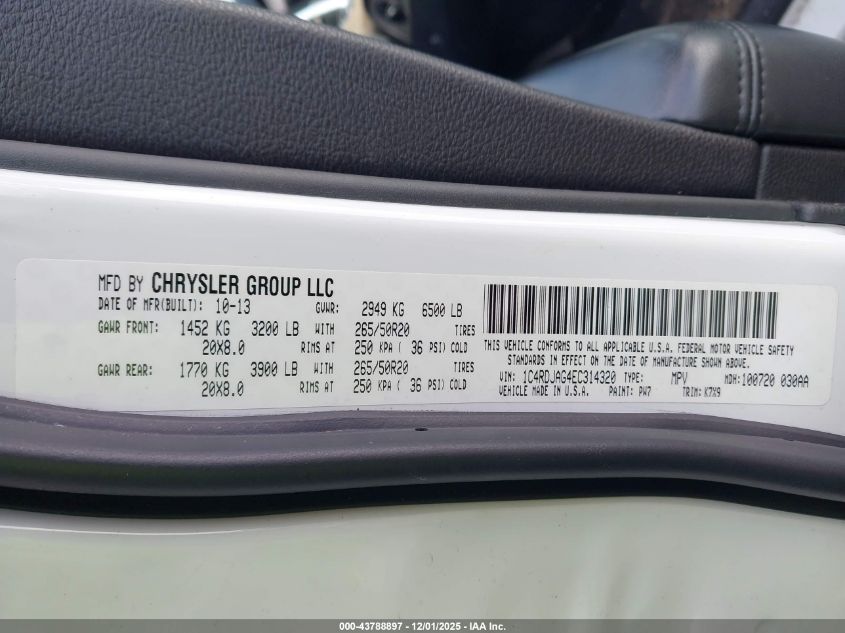 MFD BY CHRYSLER GROUP LLC
DATE OF MFR(BUILT): 10-13 GVWR: 2949 KG 6500 LB
GAWR FRONT: 1452 KG 3200 LB WITH 265/50R20 TIRES
20X8.0 RIMS AT 250 KPA ( 36 PSI) COLD
GAWR REAR: 1770 KG 3900 LB WITH 265/50R20 TIRES
20X8.0 RIMS AT 250 KPA ( 36 PSI) COLD
THIS VEHICLE CONFORMS TO ALL APPLICABLE U.S.A. FEDERAL MOTOR VEHICLE SAFETY
STANDARDS IN EFFECT ON THE DATE OF MANUFACTURE SHOWN ABOVE.
VIN: 1C4RDJAG4EC314320 TYPE: MPV MDH:100720 030AA
VEHICLE MADE IN U.S.A. PAINT: PW7 TRIM: K7X9
000-43788897 - 12/01/2025 - IAA Inc.